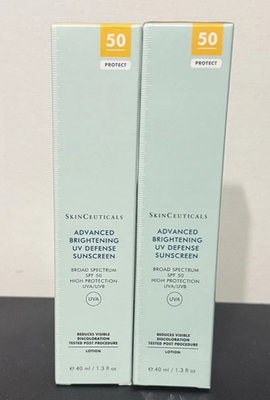 50
PROTECT
SKINCEUTICALS
ADVANCED
BRIGHTENING
UV DEFENSE
SUNSCREEN
BROAD SPECTRUM
SPF 50
HIGH PROTECTION
UVA/UVB
UVA
REDUCES VISIBLE
DISCOLORATION
TESTED POST PROCEDURE
LOTION
e 40 ml / 1.3 fl oz
50
PROTECT
SKINCEUTICALS
ADVANCED
BRIGHTENING
UV DEFENSE
SUNSCREEN
BROAD SPECTRUM
SPF 50
HIGH PROTECTION
UVA/UVB
UVA
REDUCES VISIBLE
DISCOLORATION
TESTED POST PROCEDURE
LOTION
e 40 ml / 1.3 fl oz